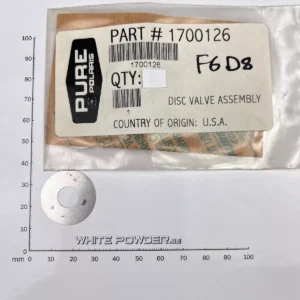 PURE
POLARIS
PART # 1700126
1700126
QTY:
1
F6D8
DISC VALVE ASSEMBLY
COUNTRY OF ORIGIN: U.S.A.
100
90
80
70
60
50
40
30
20
10
0
mm 0 10 20 30 40 50 60 70 80 90 100
WHITE POWDER.SE